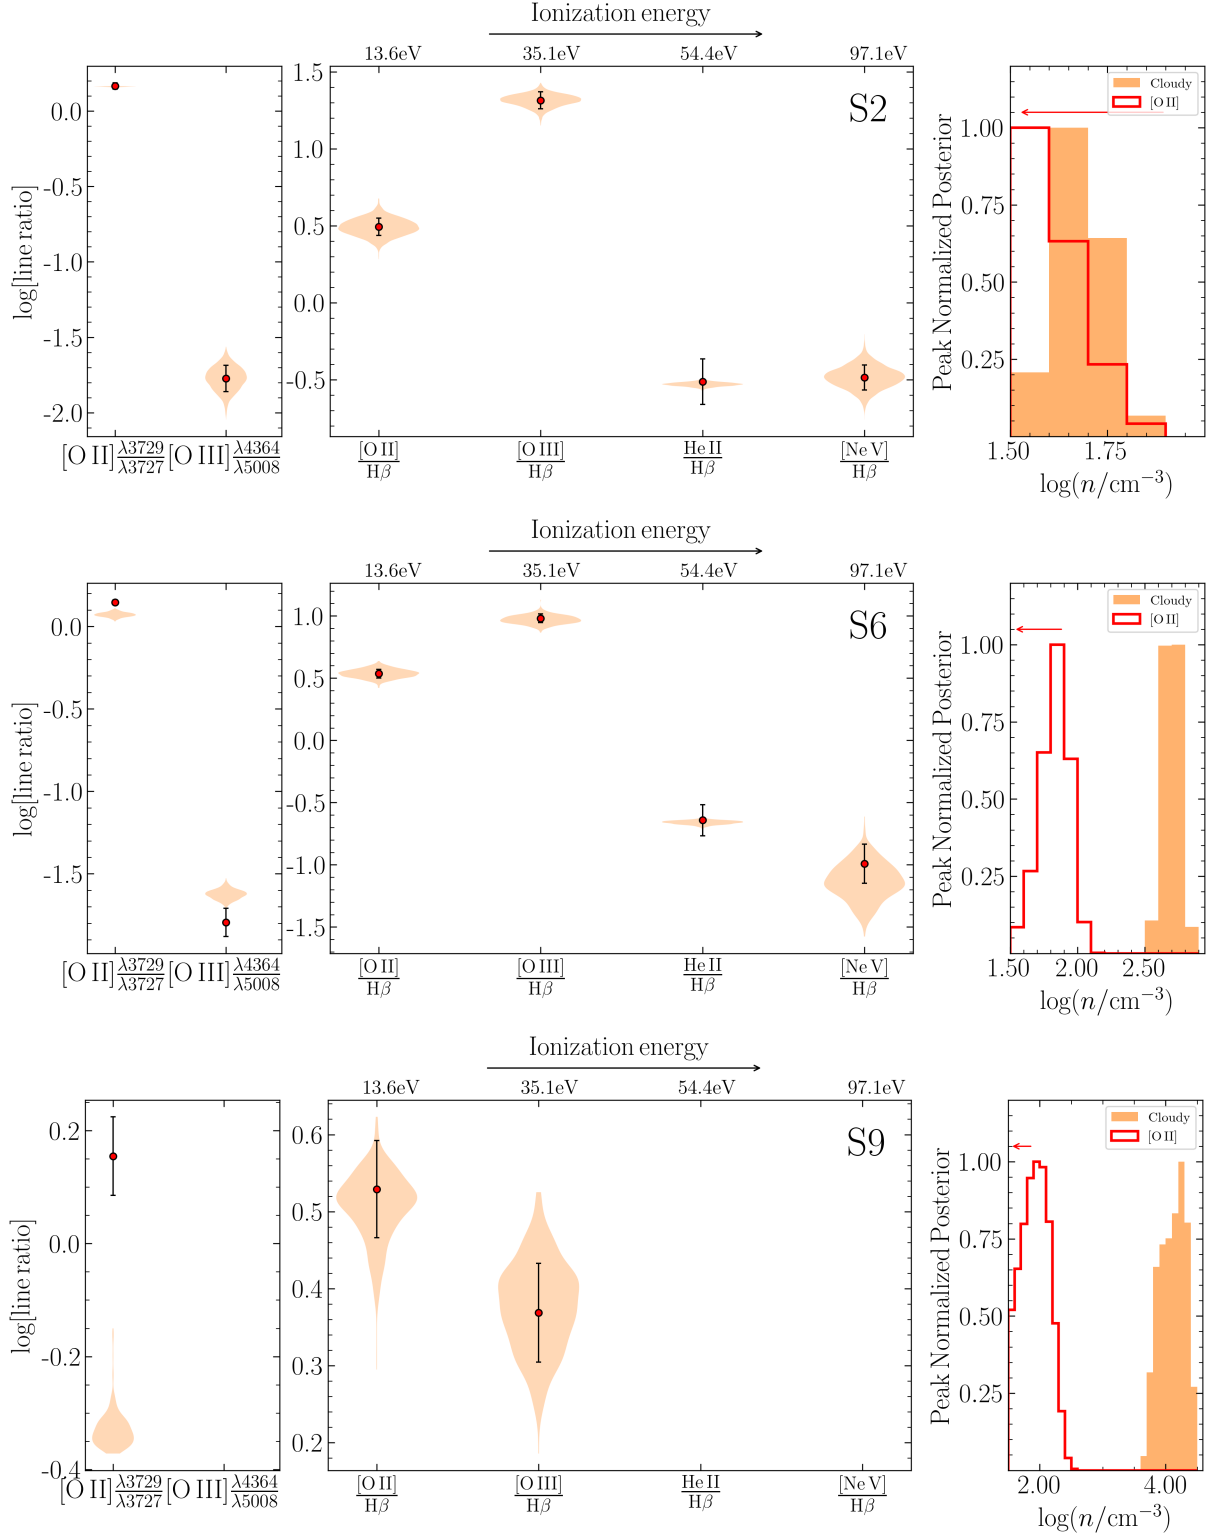 Ionization energy
13.6eV 35.1eV 54.4eV 97.1eV
log[line ratio]
0.0
-0.5
-1.0
-1.5
-2.0
[O II] λ3729/λ3727 [O III] λ4364/λ5008
1.5
1.0
0.5
0.0
-0.5
S2
[O II]/Hβ [O III]/Hβ He II/Hβ [Ne V]/Hβ
Peak Normalized Posterior
1.00
0.75
0.50
0.25
Cloudy
[O II]
1.50 1.75
log(n/cm⁻³)
Ionization energy
13.6eV 35.1eV 54.4eV 97.1eV
log[line ratio]
0.0
-0.5
-1.0
-1.5
[O II] λ3729/λ3727 [O III] λ4364/λ5008
1.0
0.5
0.0
-0.5
-1.0
-1.5
S6
[O II]/Hβ [O III]/Hβ He II/Hβ [Ne V]/Hβ
Peak Normalized Posterior
1.00
0.75
0.50
0.25
Cloudy
[O II]
1.50 2.00 2.50
log(n/cm⁻³)
Ionization energy
13.6eV 35.1eV 54.4eV 97.1eV
log[line ratio]
0.2
0.0
-0.2
-0.4
[O II] λ3729/λ3727 [O III] λ4364/λ5008
0.6
0.5
0.4
0.3
0.2
S9
[O II]/Hβ [O III]/Hβ He II/Hβ [Ne V]/Hβ
Peak Normalized Posterior
1.00
0.75
0.50
0.25
Cloudy
[O II]
2.00 4.00
log(n/cm⁻³)